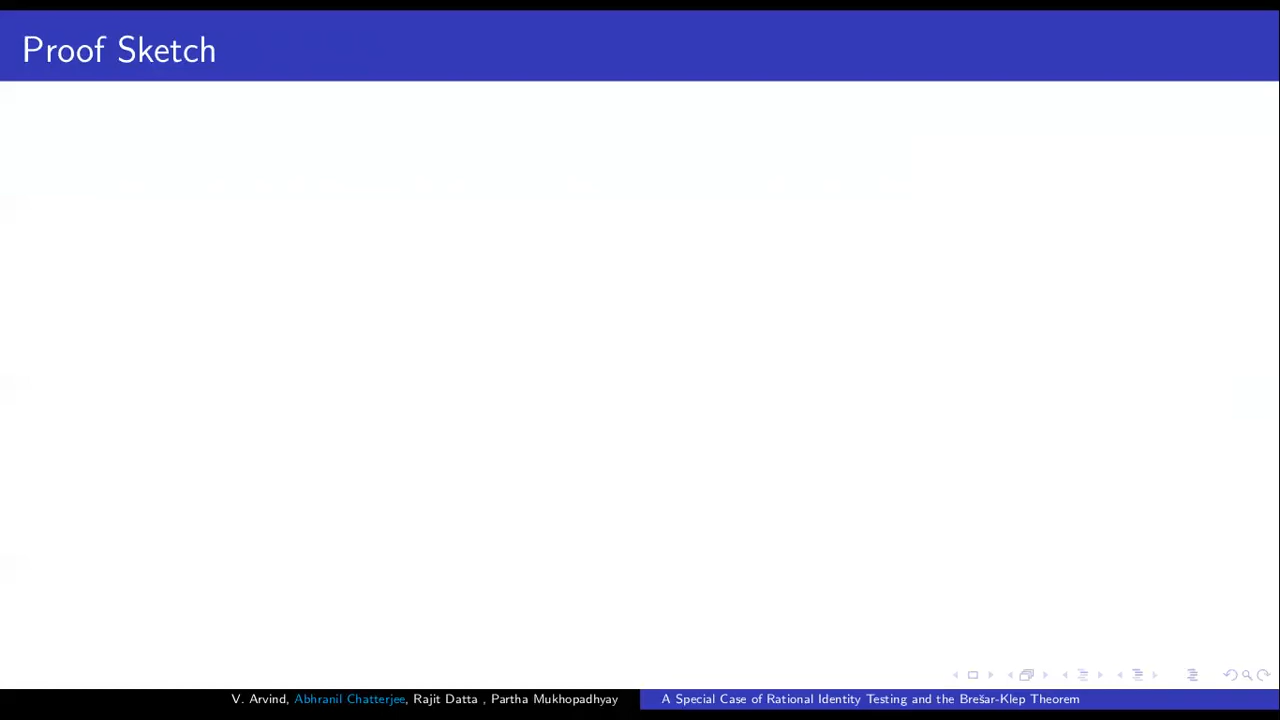 Proof Sketch
V. Arvind, Abhranil Chatterjee, Rajit Datta , Partha Mukhopadhyay
A Special Case of Rational Identity Testing and the Brešar-Klep Theorem